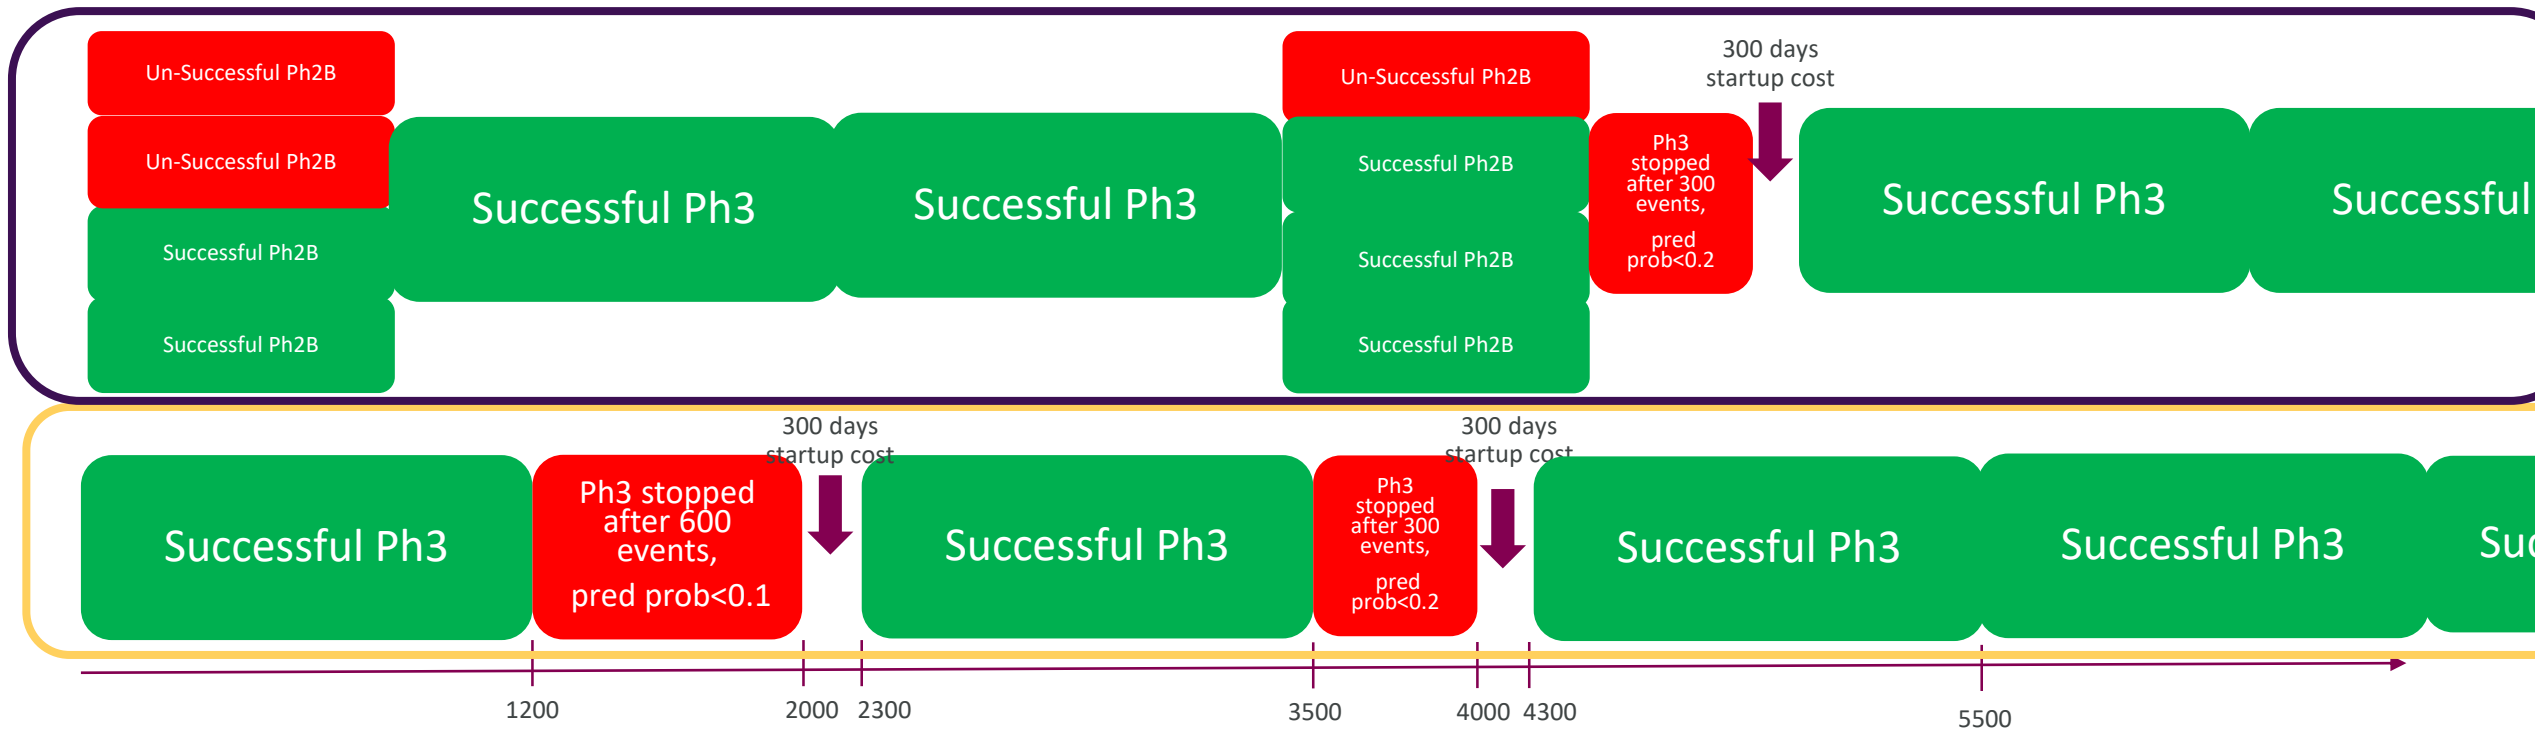 Un-Successful Ph2B
Un-Successful Ph2B
Successful Ph2B
Successful Ph2B
Successful Ph3
Successful Ph3
Un-Successful Ph2B
Successful Ph2B
Successful Ph2B
Successful Ph2B
Ph3
stopped
after 300
events,
pred
prob<0.2
300 days
startup cost
Successful Ph3
Successful
Successful Ph3
Ph3 stopped
after 600
events,
pred prob<0.1
300 days
startup cost
Successful Ph3
Ph3
stopped
after 300
events,
pred
prob<0.2
300 days
startup cost
Successful Ph3
Successful Ph3
1200
2000
2300
3500
4000
4300
5500